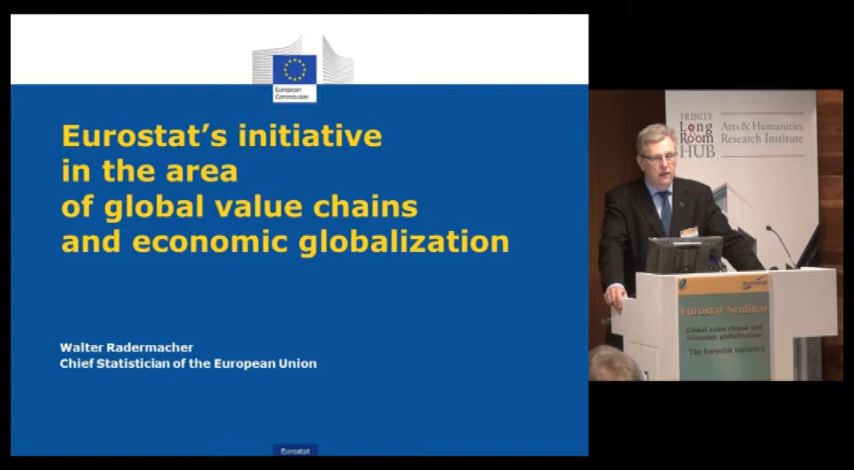 European
Commission
Eurostat's initiative
in the area
of global value chains
and economic globalization
Walter Radermacher
Chief Statistician of the European Union
Eurostat
TRINITY
LONG
ROOM
HUB
Arts & Humanities
Research Institute
eurostat
Eurostat Seminar
Global value chains and
economic globalization
The Eurostat initiative